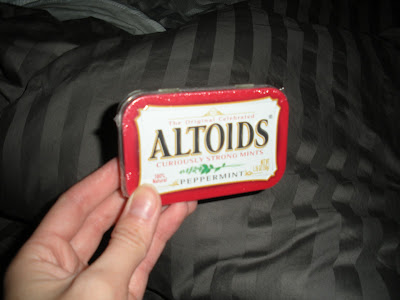 The Original Celebrated
ALTOIDS®
CURIOUSLY STRONG MINTS
PEPPERMINT